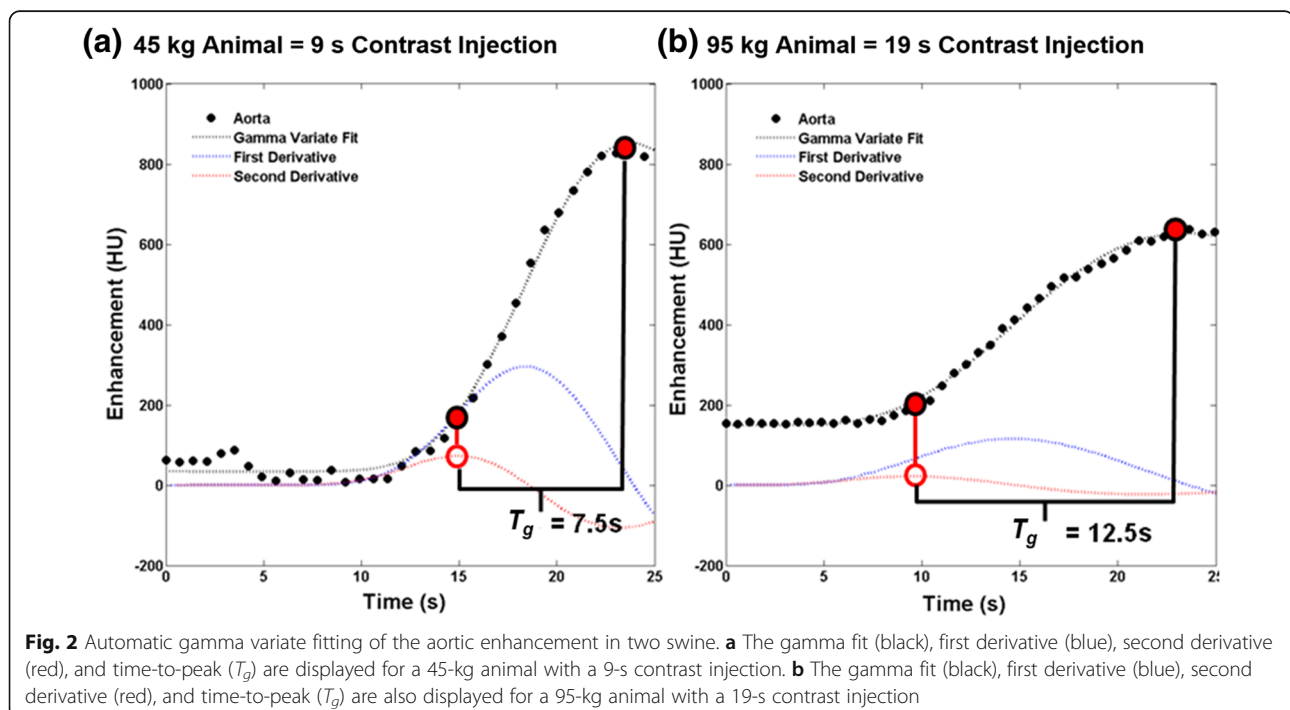 (a) 45 kg Animal = 9 s Contrast Injection
1000
800
600
400
200
0
-200
Enhancement (HU)
Aorta
Gamma Variate Fit
First Derivative
Second Derivative
Tg = 7.5s
0 5 10 15 20 25
Time (s)
(b) 95 kg Animal = 19 s Contrast Injection
1000
800
600
400
200
0
-200
Enhancement (HU)
Aorta
Gamma Variate Fit
First Derivative
Second Derivative
Tg = 12.5s
0 5 10 15 20 25
Time (s)
Fig. 2 Automatic gamma variate fitting of the aortic enhancement in two swine. a The gamma fit (black), first derivative (blue), second derivative
(red), and time-to-peak (Tg) are displayed for a 45-kg animal with a 9-s contrast injection. b The gamma fit (black), first derivative (blue), second
derivative (red), and time-to-peak (Tg) are also displayed for a 95-kg animal with a 19-s contrast injection